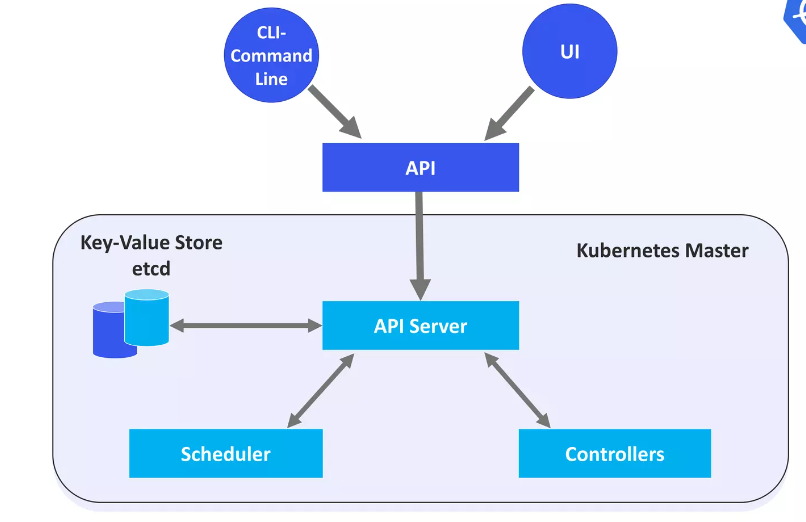 CLI-
Command
Line
UI
API
Key-Value Store
etcd
Kubernetes Master
API Server
Scheduler
Controllers